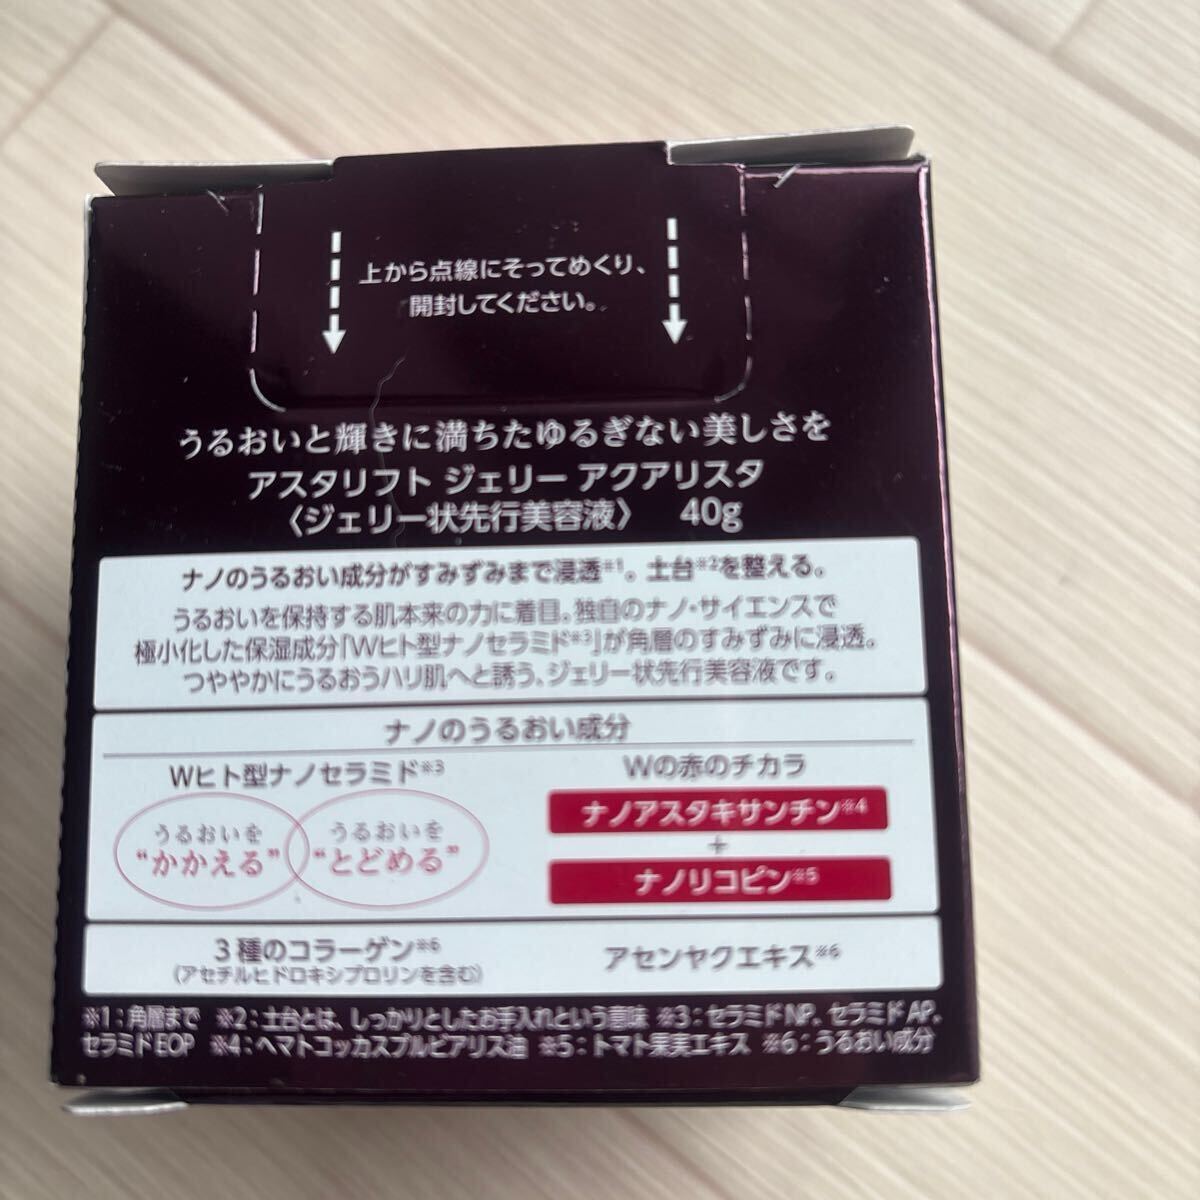 上から点線にそってめくり、
開封してください。
うるおいと輝きに満ちたゆるぎない美しさを
アスタリフト ジェリー アクアリスタ
〈ジェリー状先行美容液〉 40g
ナノのうるおい成分がすみずみまで浸透※1。土台※2を整える。
うるおいを保持する肌本来の力に着目。独自のナノ・サイエンスで
極小化した保湿成分「Wヒト型ナノセラミド※3」が角層のすみずみに浸透。
つややかにうるおうハリ肌へと誘う、ジェリー状先行美容液です。
ナノのうるおい成分
Wヒト型ナノセラミド※3
うるおいを
“かかえる”
うるおいを
“とどめる”
Wの赤のチカラ
ナノアスタキサンチン※4
+
ナノリコピン※5
3種のコラーゲン※6
(アセチルヒドロキシプロリンを含む)
アセンヤクエキス※6
※1：角層まで ※2：土台とは、しっかりとしたお手入れという意味 ※3：セラミドNP、セラミドAP、
セラミドEOP ※4：ヘマトコッカスプルビアリス油 ※5：トマト果実エキス ※6：うるおい成分